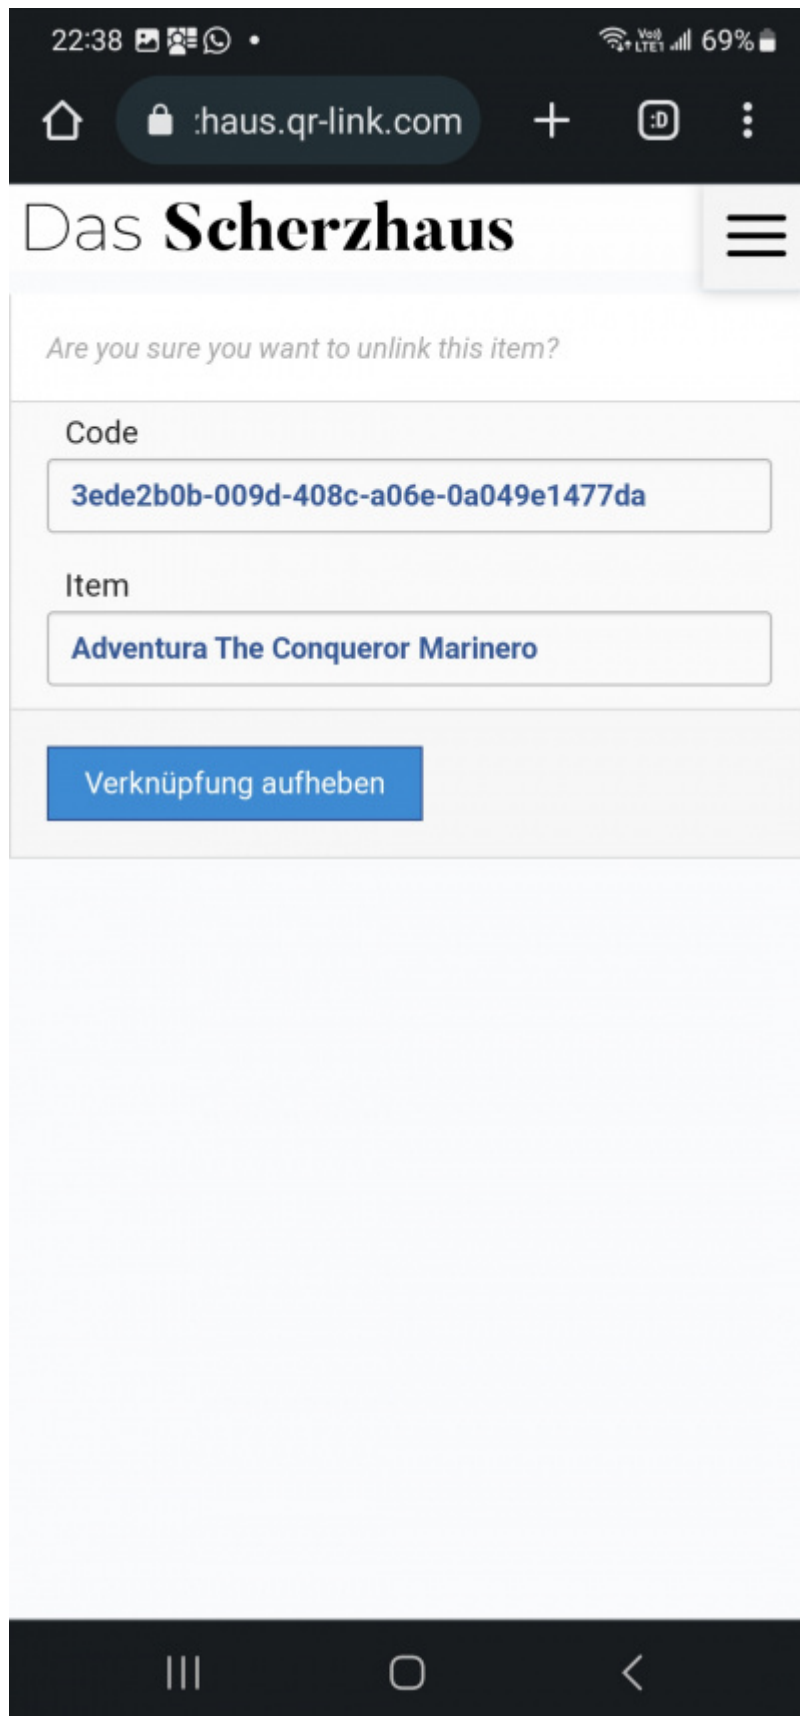 22:38
VoLTE1 69%
:haus.qr-link.com
:D
Das Scherzhaus
Are you sure you want to unlink this item?
Code
3ede2b0b-009d-408c-a06e-0a049e1477da
Item
Adventura The Conqueror Marinero
Verknüpfung aufheben